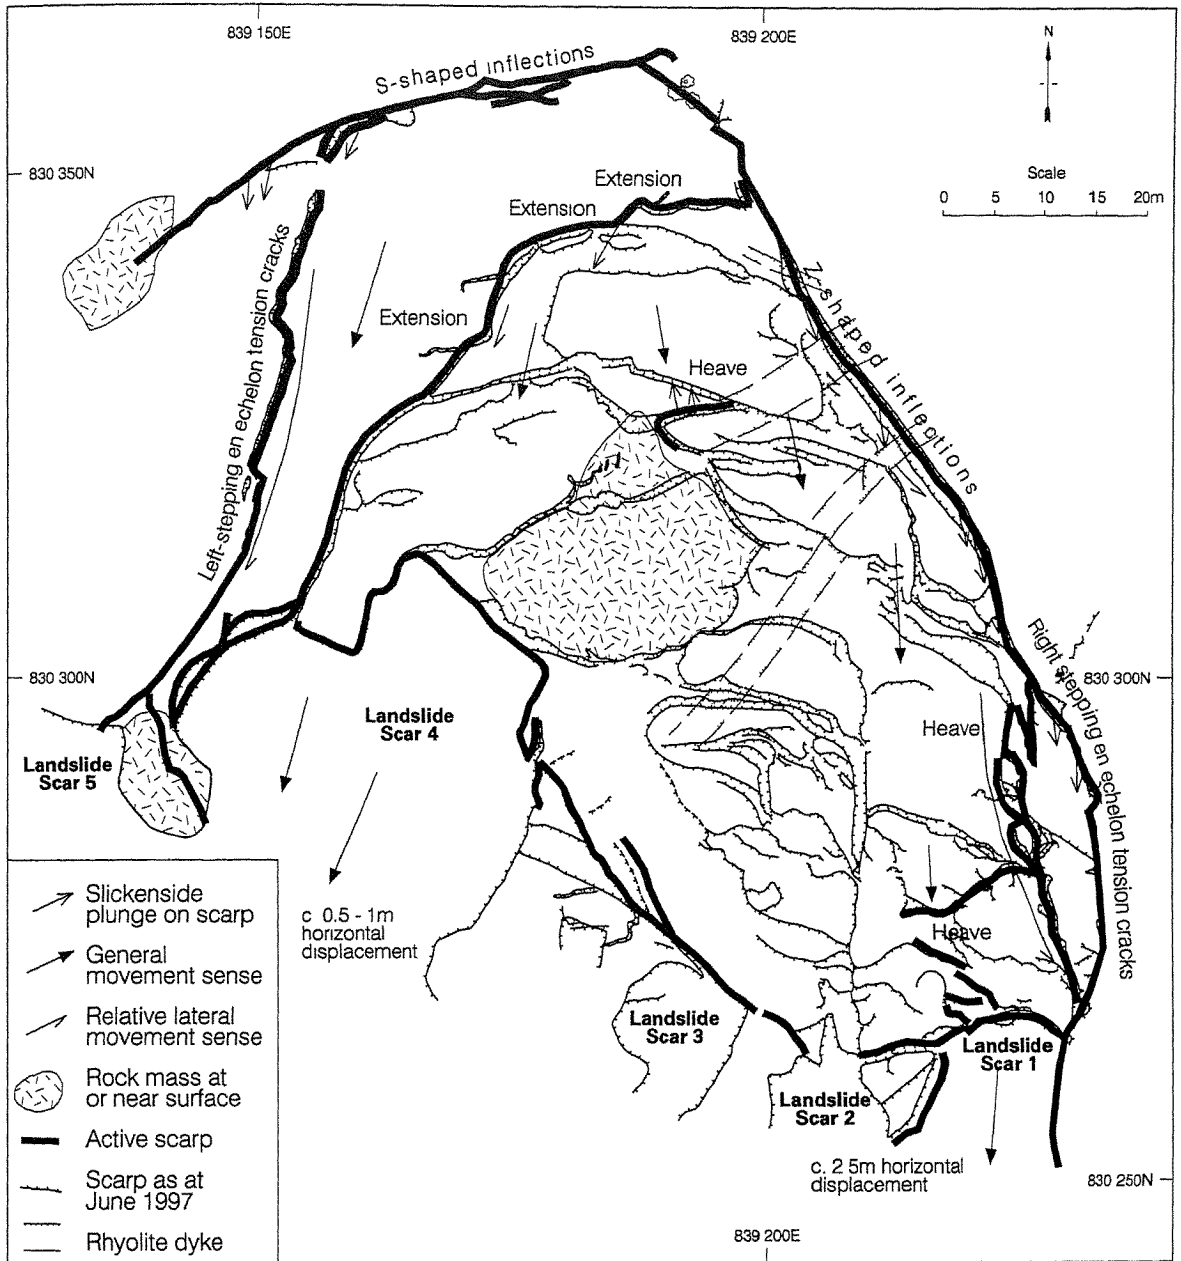 839 150E
839 200E
N
S-shaped inflections
830 350N
Scale
0 5 10 15 20m
Extension
Extension
Extension
Z-shaped inflections
Left-stepping en echelon tension cracks
Heave
830 300N
830 300N
Right stepping en echelon tension cracks
Landslide
Scar 4
Heave
Landslide
Scar 5
Slickenside
plunge on scarp
General
movement sense
Relative lateral
movement sense
Rock mass at
or near surface
Active scarp
Scarp as at
June 1997
Rhyolite dyke
c 0.5 - 1m
horizontal
displacement
Heave
Landslide
Scar 3
Landslide
Scar 1
Landslide
Scar 2
c. 2 5m horizontal
displacement
830 250N
839 200E